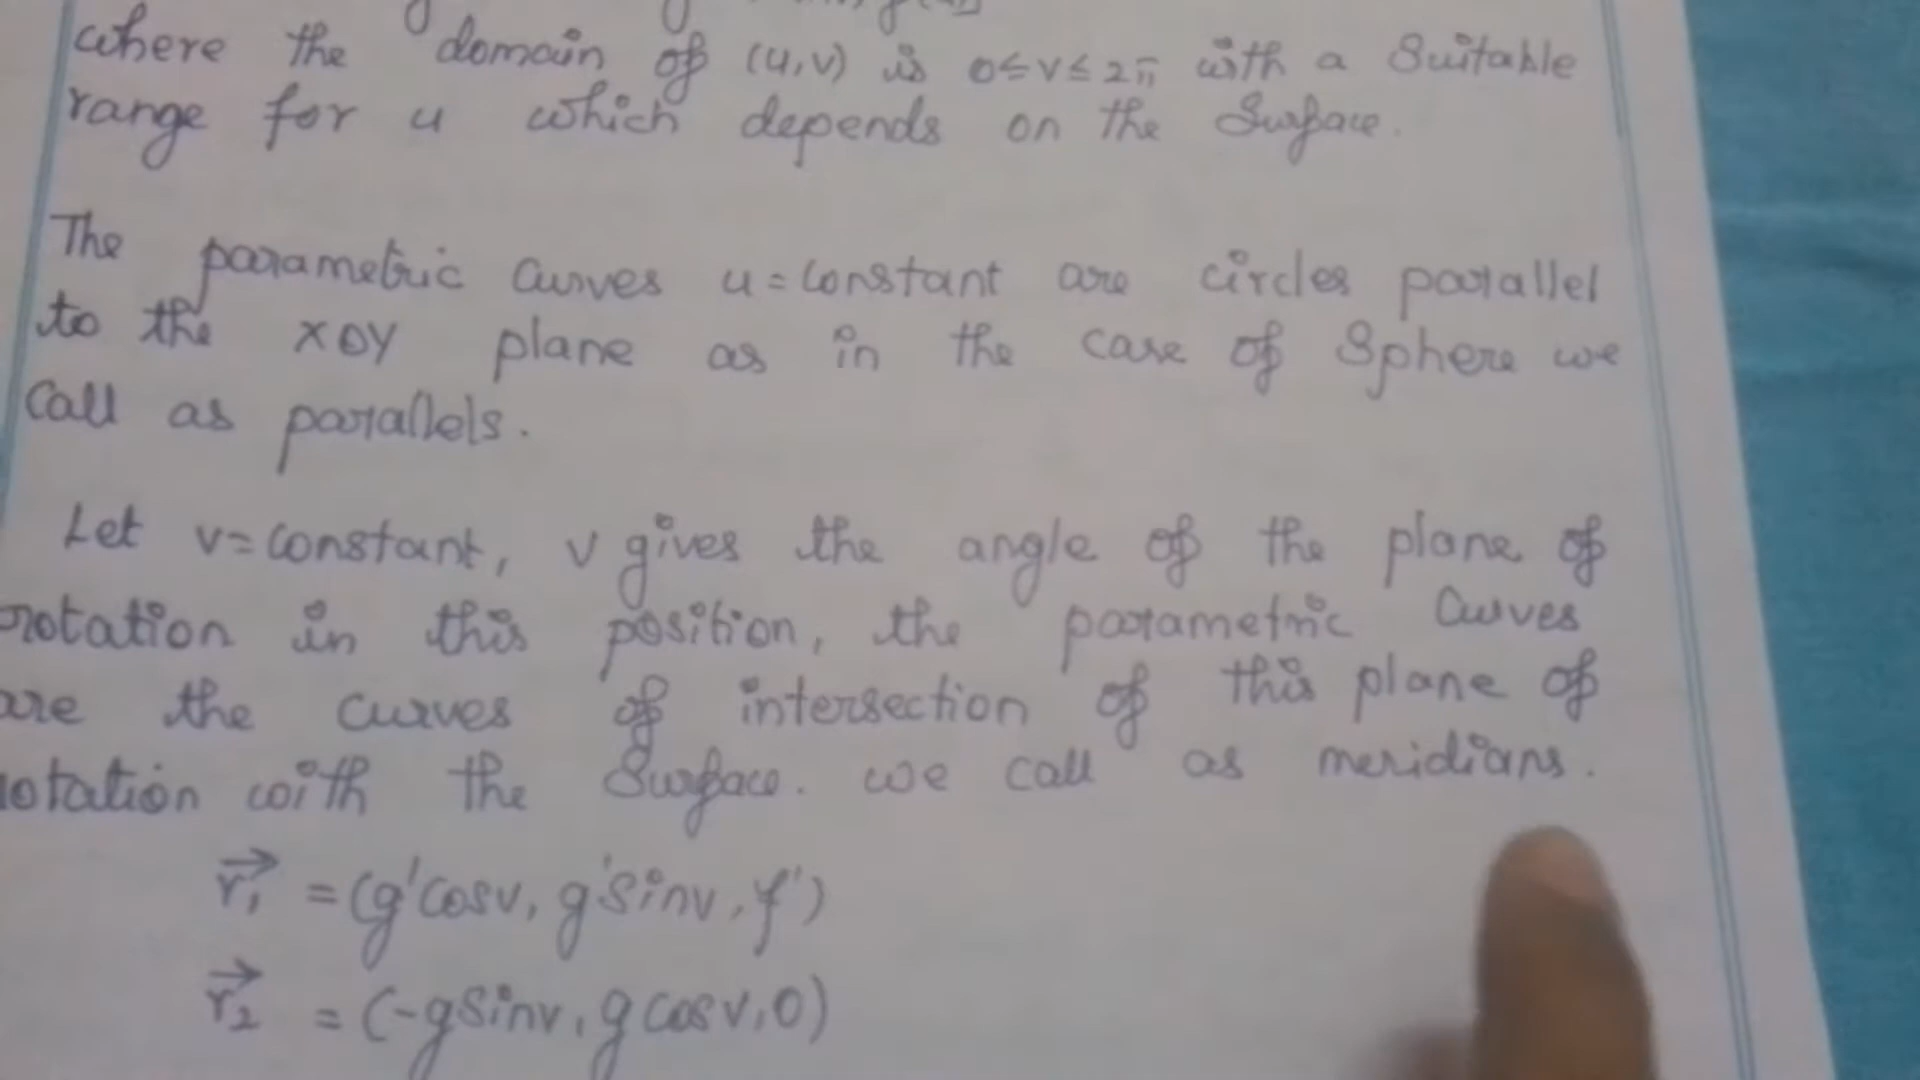 where the domain of (u,v) is 0≤v≤2π with a Suitable
range for u which depends on the Surface.
The parametric curves u=constant are circles parallel
to the XOY plane as in the case of Sphere we
Call as parallels.
Let v=constant, v gives the angle of the plane of
rotation in this position, the parametric Curves
are the curves of intersection of this plane of
rotation with the Surface. we call as meridians.
r⃗₁ = (g'cosv, g'sinv, f')
r⃗₂ = (-gsinv, gcosv, 0)